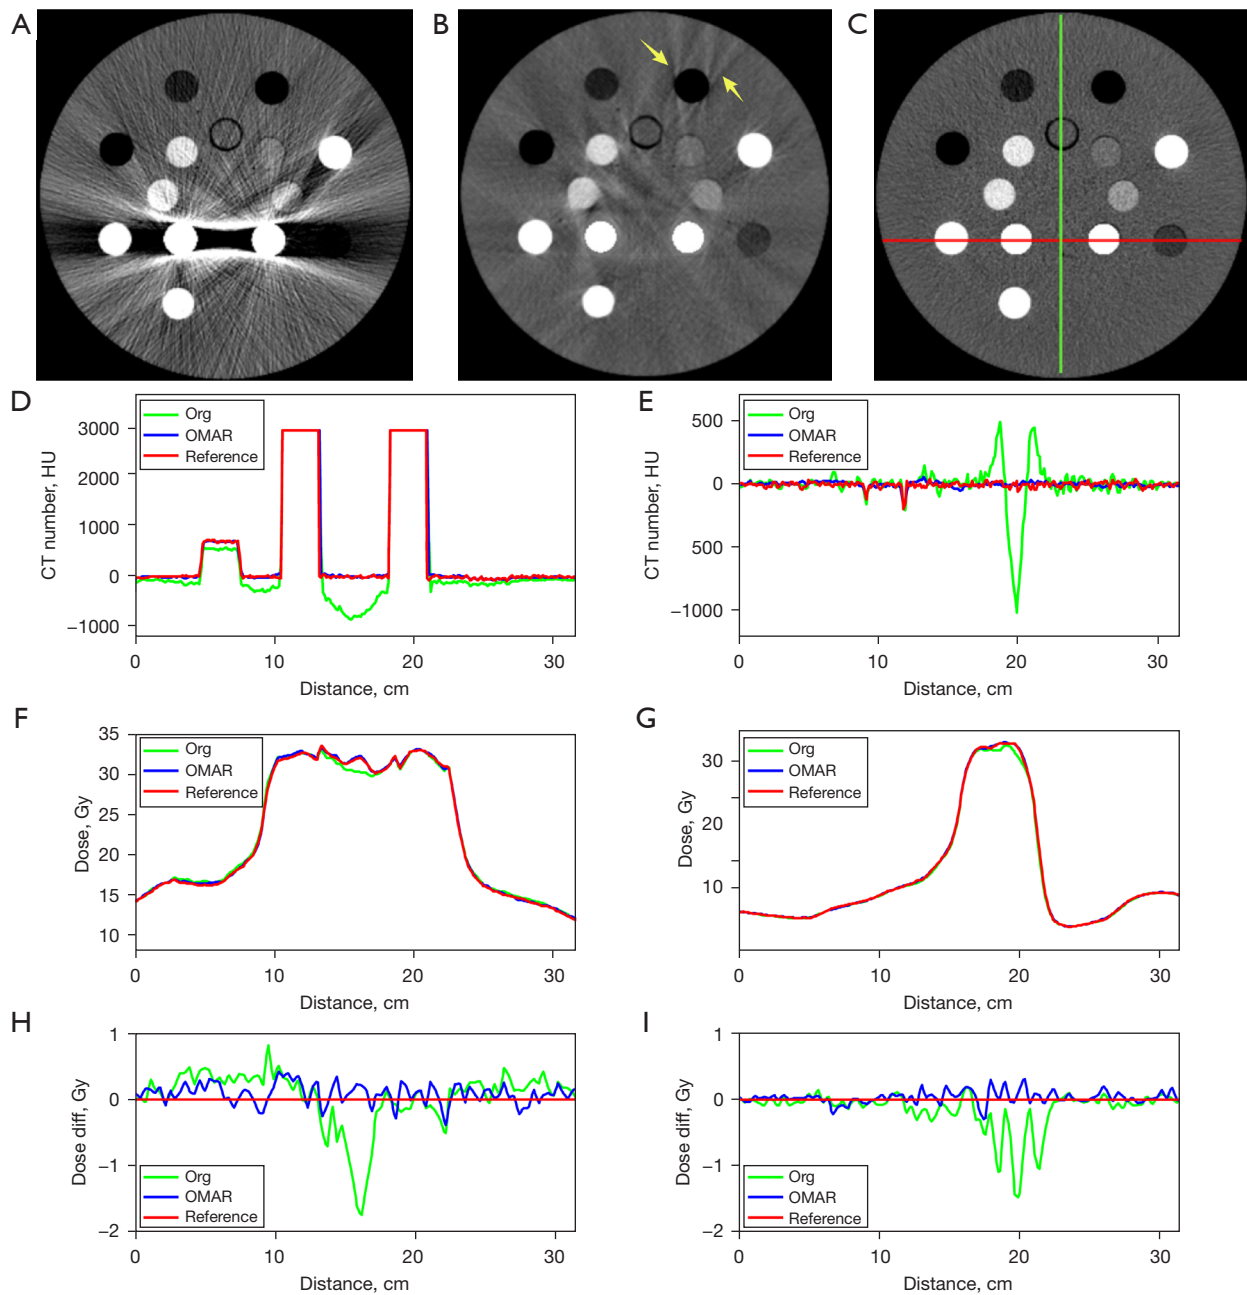 A
B
C
D
Org
OMAR
Reference
3000
2000
1000
0
−1000
CT number, HU
0
10
20
30
Distance, cm
E
Org
OMAR
Reference
500
0
500
−1000
CT number, HU
0
10
20
30
Distance, cm
F
Org
OMAR
Reference
35
30
25
20
15
10
Dose, Gy
0
10
20
30
Distance, cm
G
Org
OMAR
Reference
30
20
10
Dose, Gy
0
10
20
30
Distance, cm
H
1
0
−1
−2
Dose diff, Gy
Org
OMAR
Reference
0
10
20
30
Distance, cm
I
1
0
−1
−2
Dose diff, Gy
Org
OMAR
Reference
0
10
20
30
Distance, cm